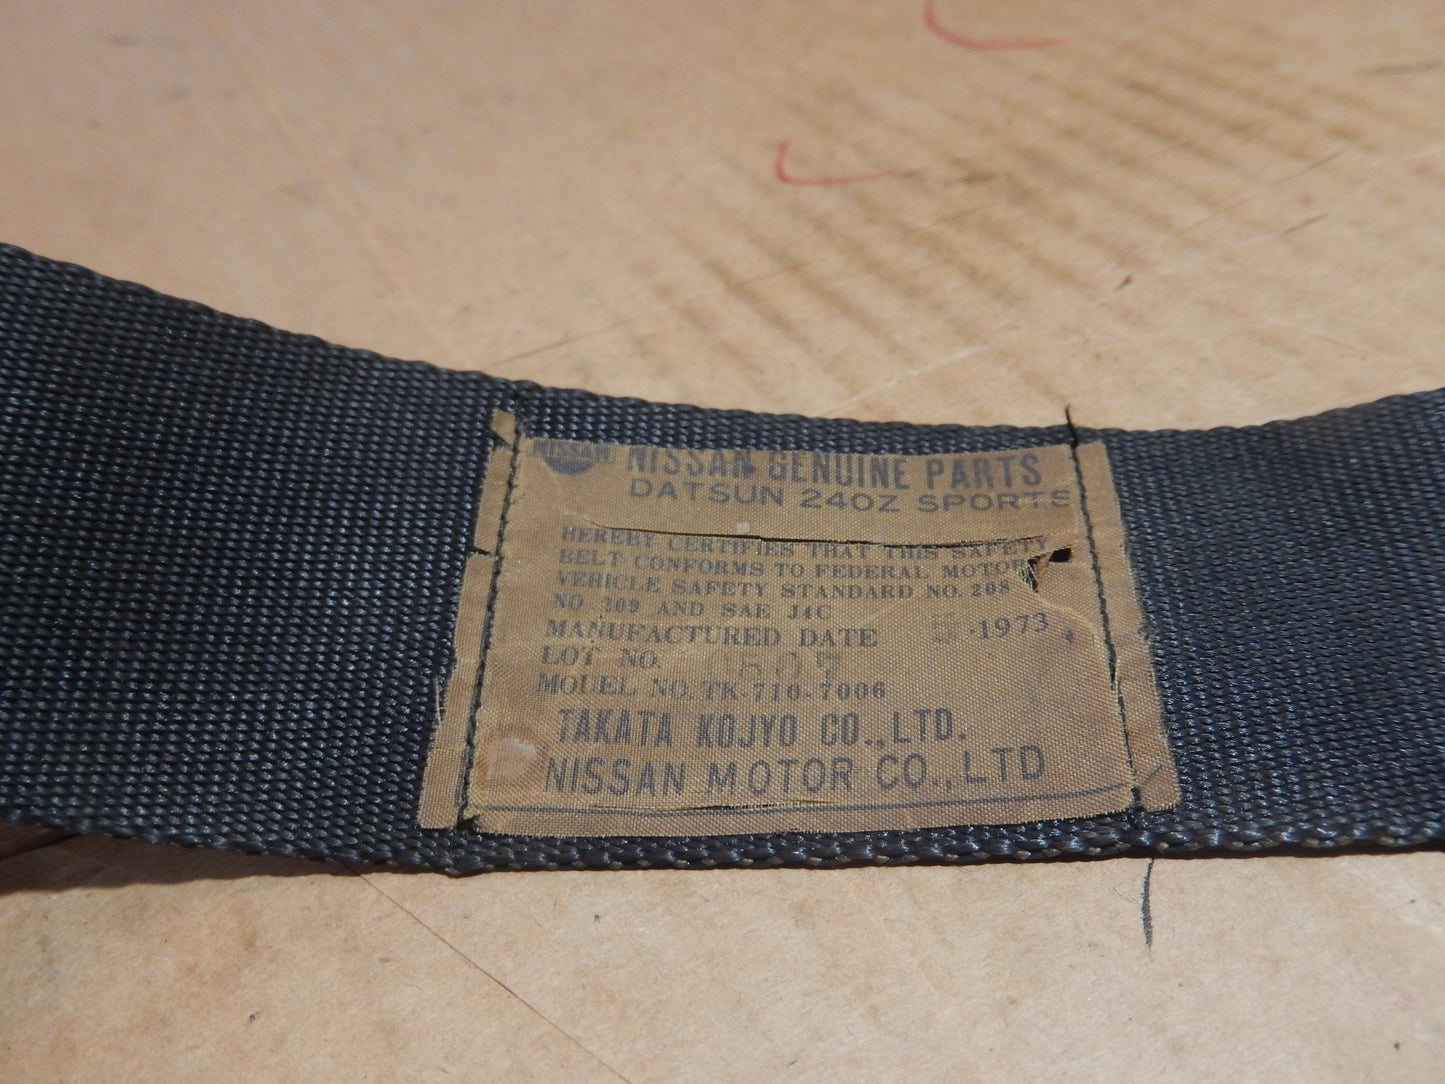 NISSAN NISSAN GENUINE PARTS
DATSUN 240Z SPORTS
HEREBY CERTIFIES THAT THIS SAFETY
BELT CONFORMS TO FEDERAL MOTOR
VEHICLE SAFETY STANDARD NO. 208
NO 209 AND SAE J4C
MANUFACTURED DATE 5 . 1973
LOT NO.
MODEL NO. TK-710-7006
TAKATA KOJYO CO., LTD.
NISSAN MOTOR CO., LTD